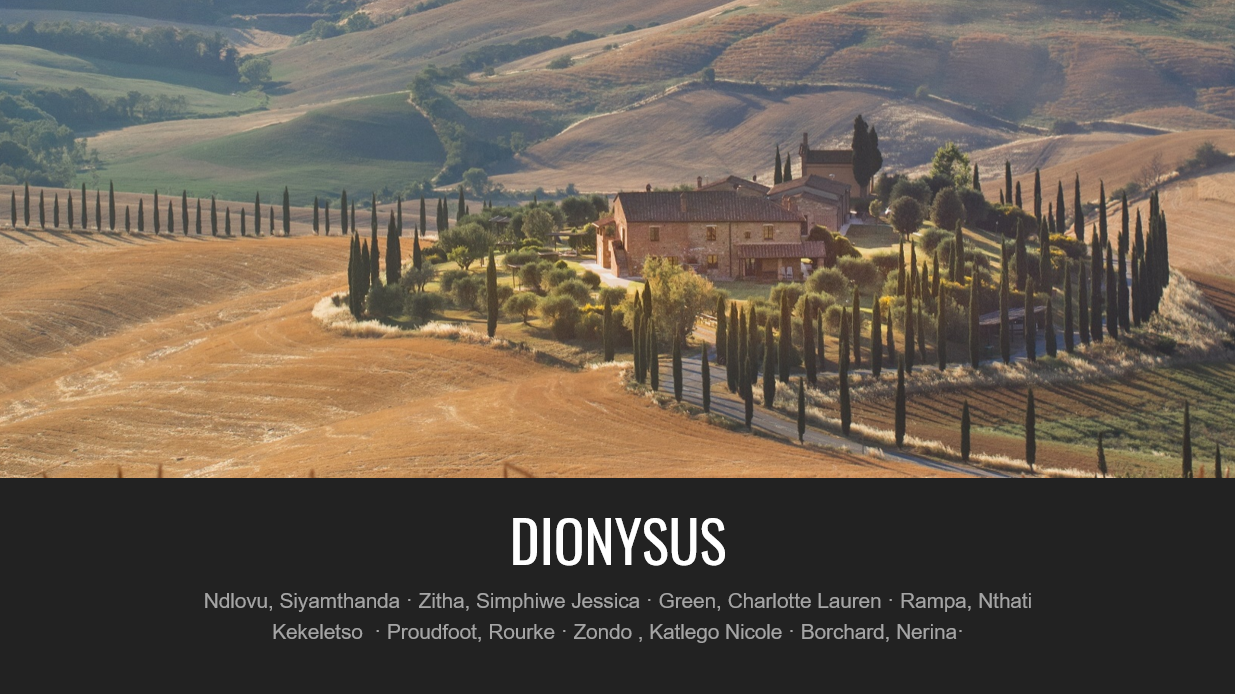 DIONYSUS
Ndlovu, Siyamthanda · Zitha, Simphiwe Jessica · Green, Charlotte Lauren · Rampa, Nthati
Kekeletso  · Proudfoot, Rourke · Zondo , Katlego Nicole · Borchard, Nerina·